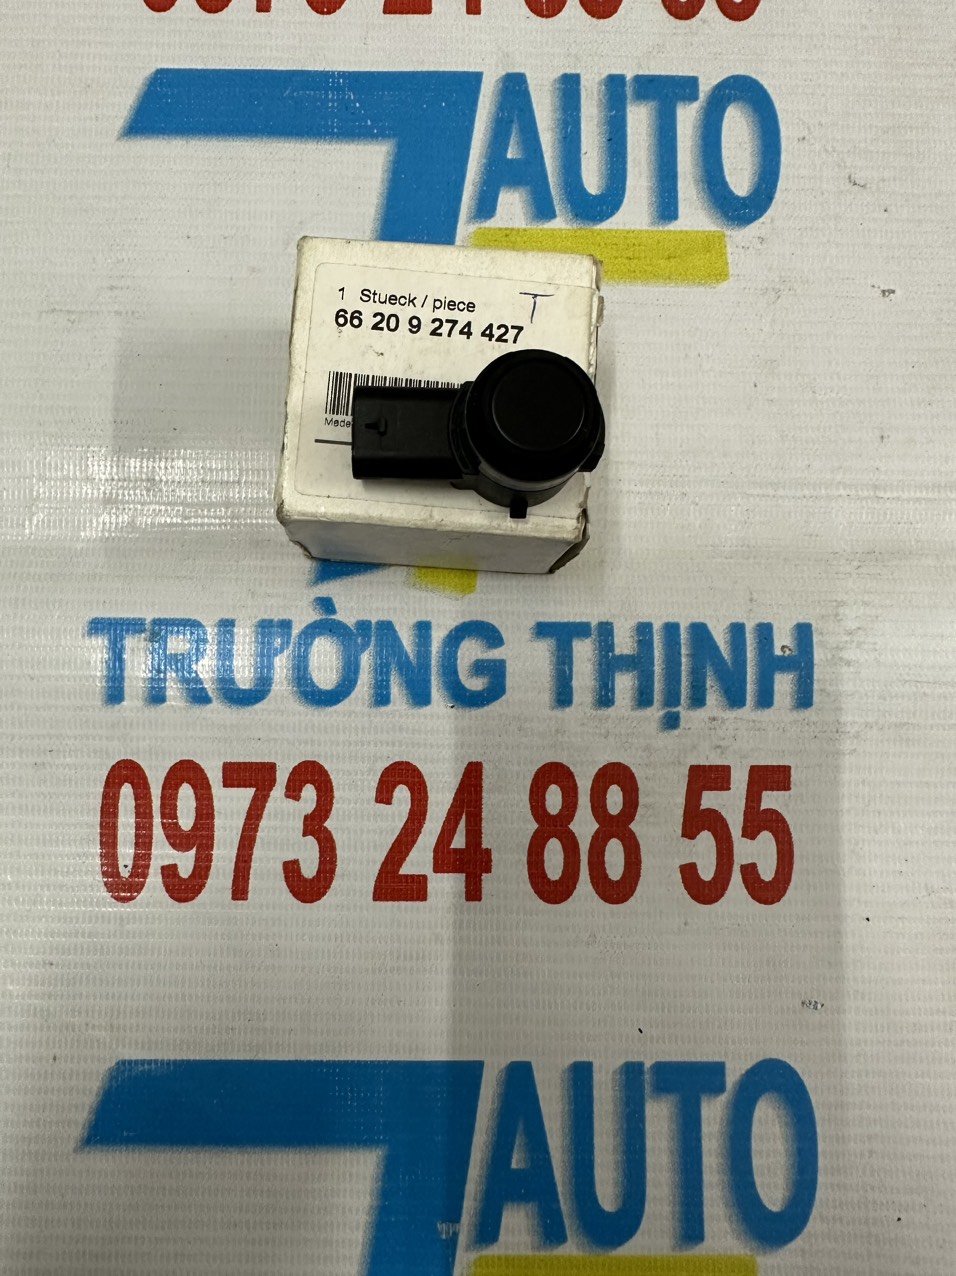 AUTO
1 Stueck / piece
T
66 20 9 274 427
TRƯỜNG THỊNH
0973 24 88 55
AUTO